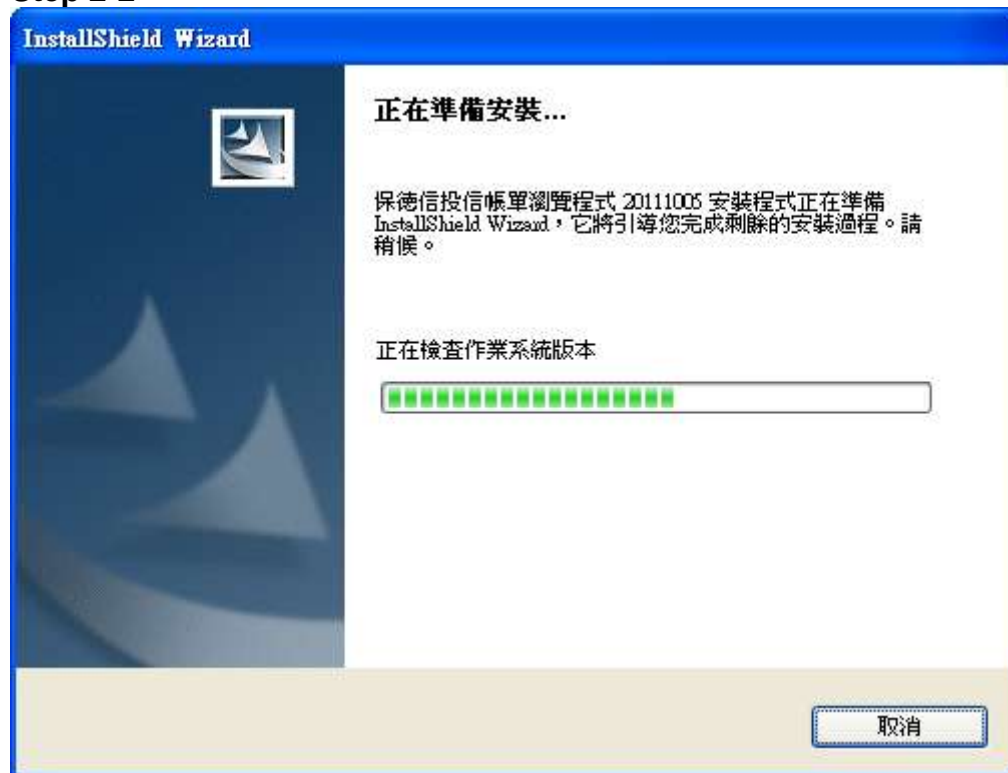 InstallShield Wizard
正在準備安裝...
保德信投信帳單瀏覽程式 20111005 安裝程式正在準備
InstallShield Wizard，它將引導您完成剩餘的安裝過程。請
稍候。
正在檢查作業系統版本
取消